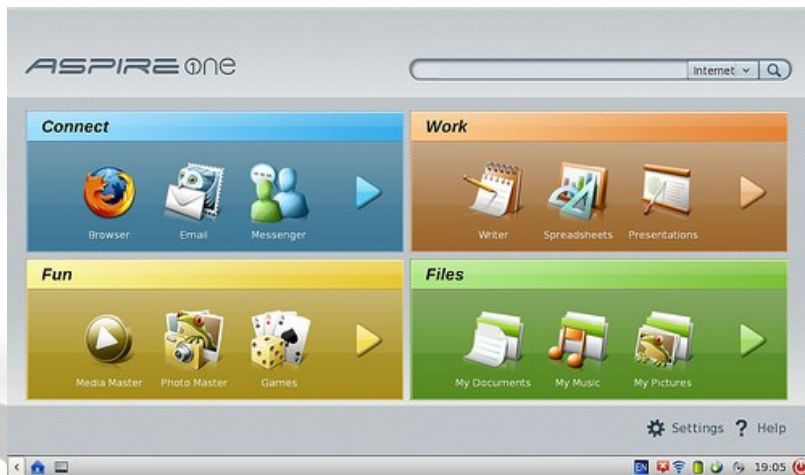 ASPIRE one
Internet
Connect
Browser Email Messenger
Work
Writer Spreadsheets Presentations
Fun
Media Master Photo Master Games
Files
My Documents My Music My Pictures
Settings ? Help
EN 19:05